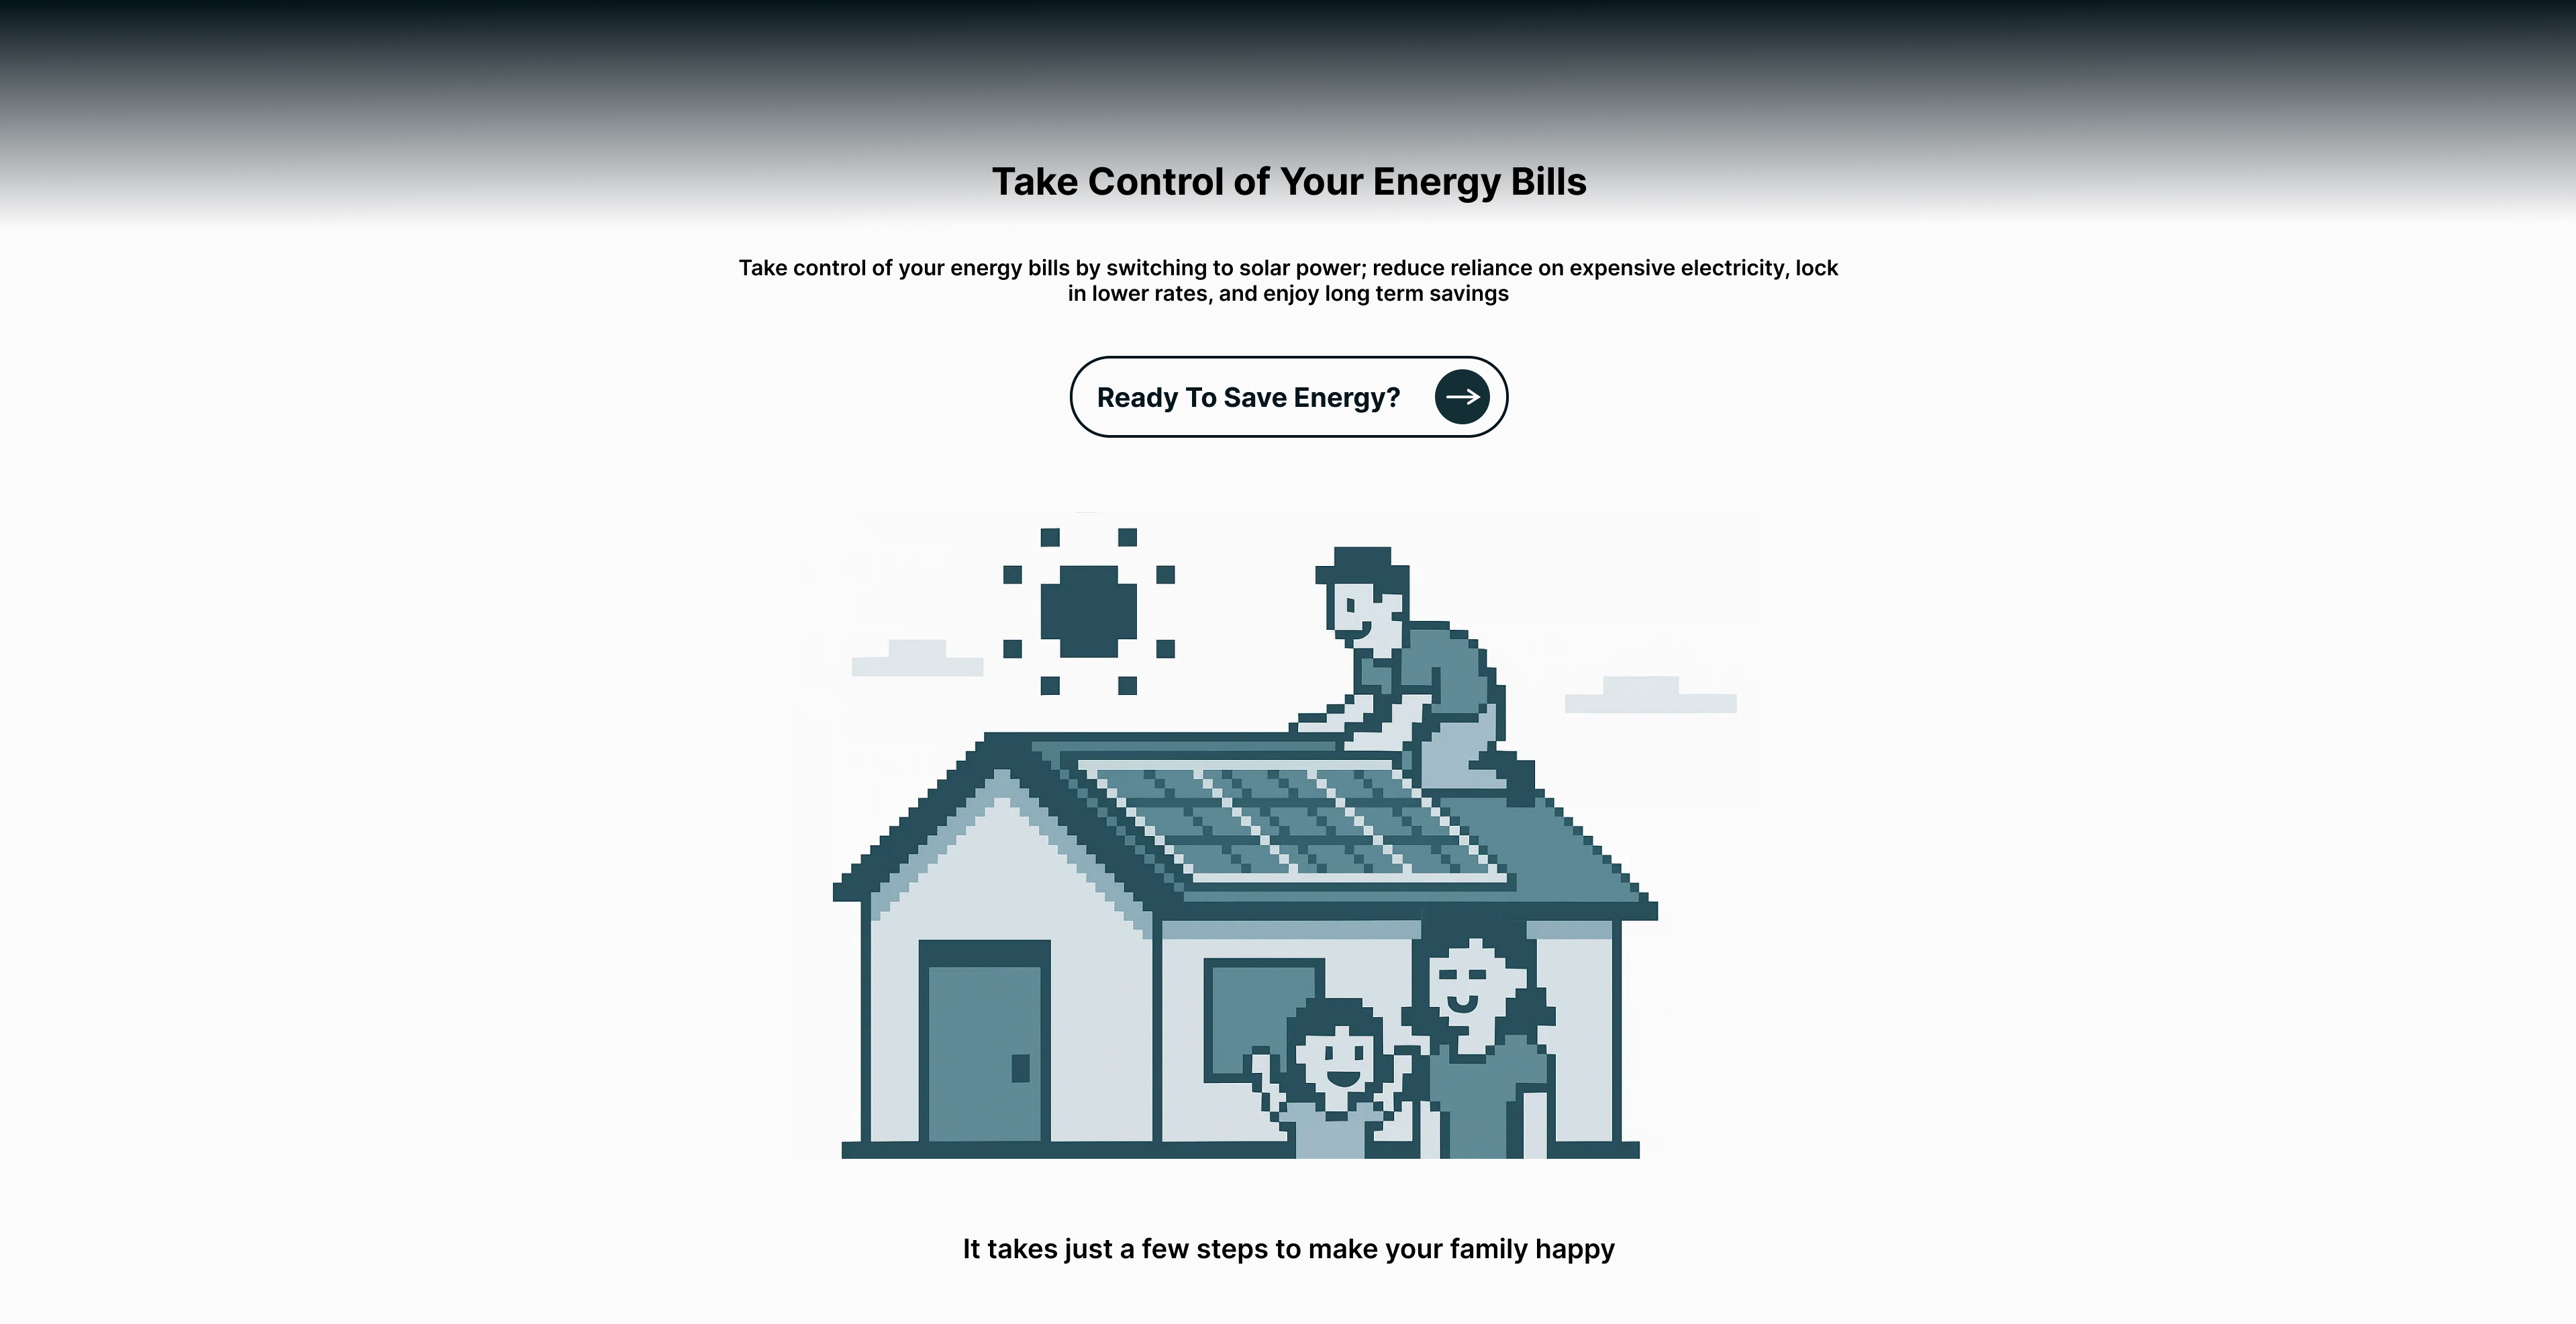 Take Control of Your Energy Bills
Take control of your energy bills by switching to solar power; reduce reliance on expensive electricity, lock
in lower rates, and enjoy long term savings
Ready To Save Energy?
It takes just a few steps to make your family happy